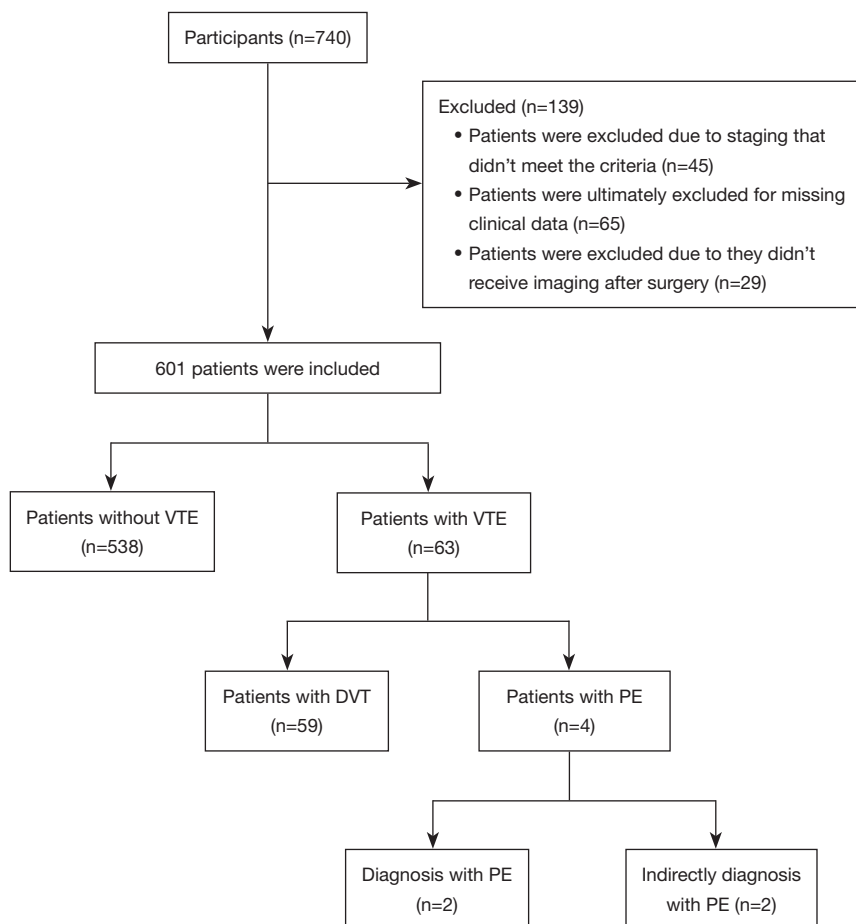 Participants (n=740)
Excluded (n=139)
• Patients were excluded due to staging that
didn't meet the criteria (n=45)
• Patients were ultimately excluded for missing
clinical data (n=65)
• Patients were excluded due to they didn't
receive imaging after surgery (n=29)
601 patients were included
Patients without VTE
(n=538)
Patients with VTE
(n=63)
Patients with DVT
(n=59)
Patients with PE
(n=4)
Diagnosis with PE
(n=2)
Indirectly diagnosis
with PE (n=2)